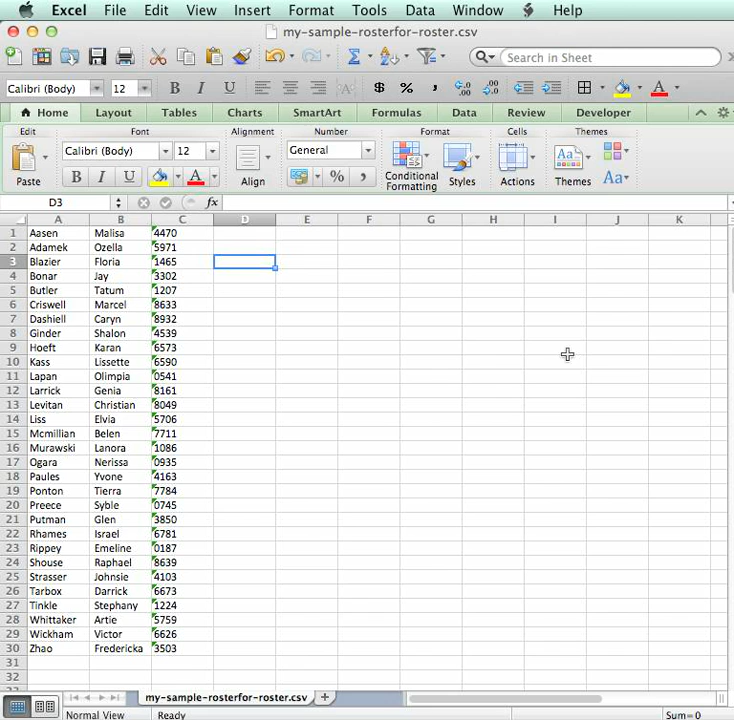 Excel File Edit View Insert Format Tools Data Window Help
my-sample-rosterfor-roster.csv
Search in Sheet
Calibri (Body) 12 B I U $ % , A
Home Layout Tables Charts SmartArt Formulas Data Review Developer
Edit Font Alignment Number Format Cells Themes
Calibri (Body) 12 General
B I U A % , Aa
Paste Align Conditional Formatting Styles Actions Themes Aa
D3 fx
A B C D E F G H I J K
1 Aasen Malisa 4470
2 Adamek Ozella 5971
3 Blazier Floria 1465
4 Bonar Jay 3302
5 Butler Tatum 1207
6 Criswell Marcel 8633
7 Dashiell Caryn 8932
8 Ginder Shalon 4539
9 Hoeft Karan 6573
10 Kass Lissette 6590
11 Lapan Olimpia 0541
12 Larrick Genia 8161
13 Levitan Christian 8049
14 Liss Elvia 5706
15 Mcmillian Belen 7711
16 Murawski Lanora 1086
17 Ogara Nerissa 0935
18 Paules Yvone 4163
19 Ponton Tierra 7784
20 Preece Syble 0745
21 Putman Glen 3850
22 Rhames Israel 6781
23 Rippey Emeline 0187
24 Shouse Raphael 8639
25 Strasser Johnsie 4103
26 Tarbox Darrick 6673
27 Tinkle Stephany 1224
28 Whittaker Artie 5759
29 Wickham Victor 6626
30 Zhao Fredericka 3503
31
32
my-sample-rosterfor-roster.csv +
Normal View Ready Sum=0